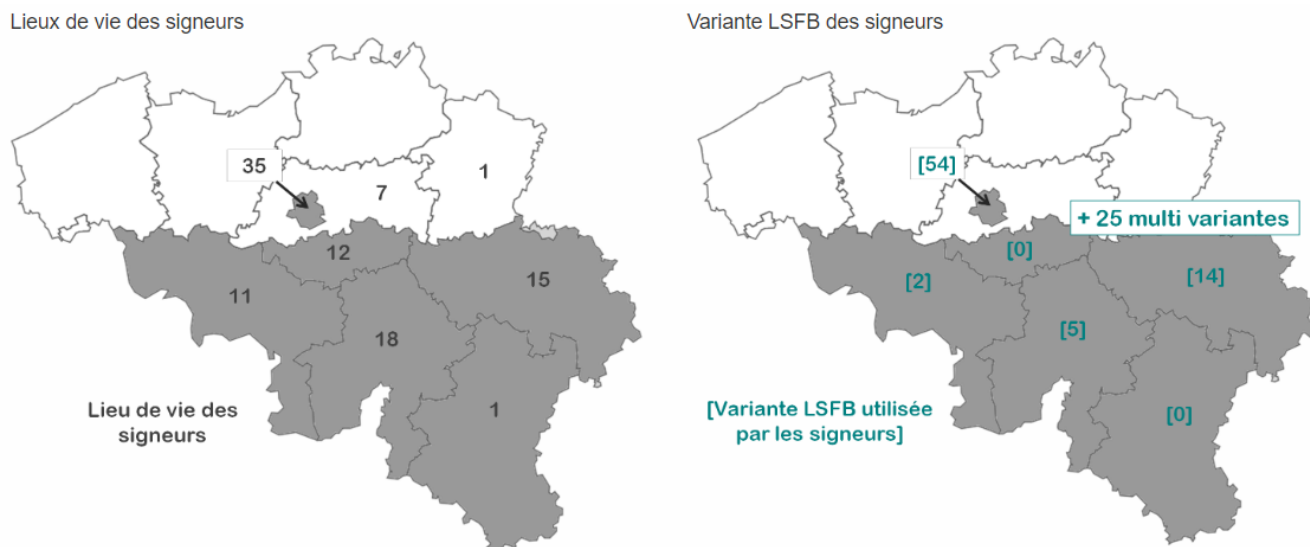 Lieux de vie des signeurs
35
1
7
12
11
15
18
1
Lieu de vie des
signeurs
Variante LSFB des signeurs
[54]
+ 25 multi variantes
[0]
[2]
[14]
[5]
[Variante LSFB utilisée
par les signeurs]
[0]